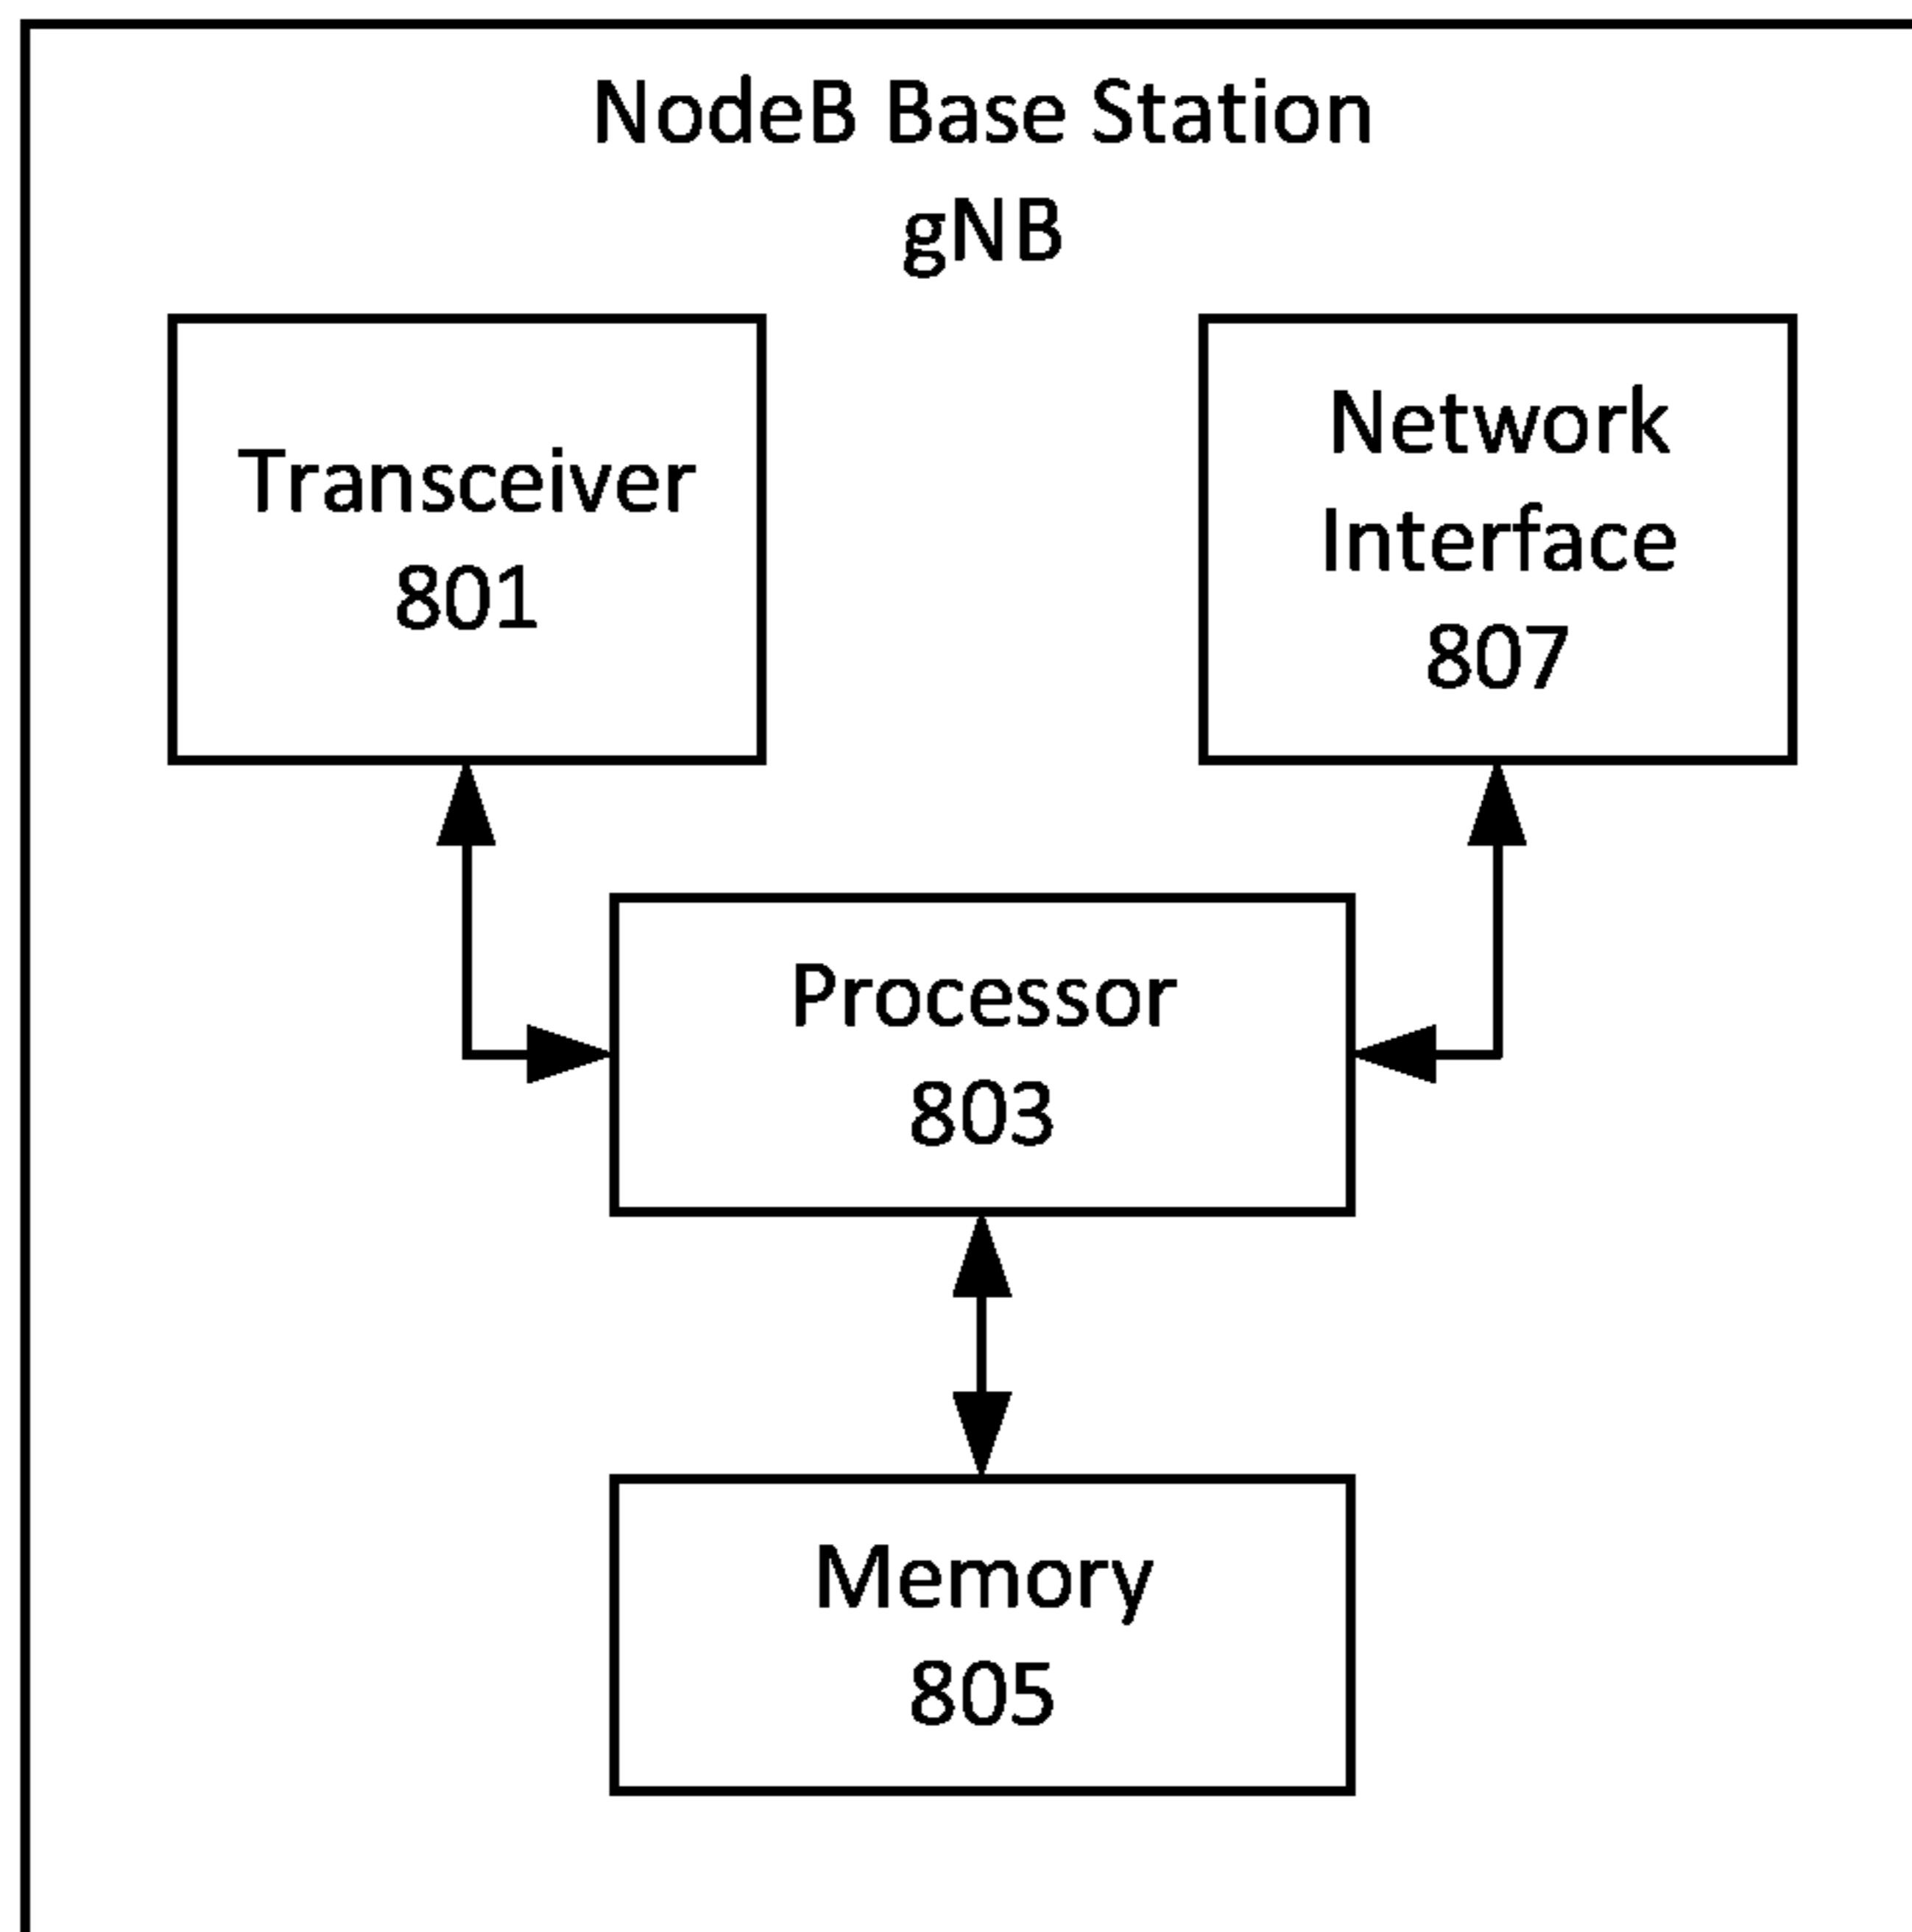 NodeB Base Station
gNB
Transceiver
801
Network
Interface
807
Processor
803
Memory
805